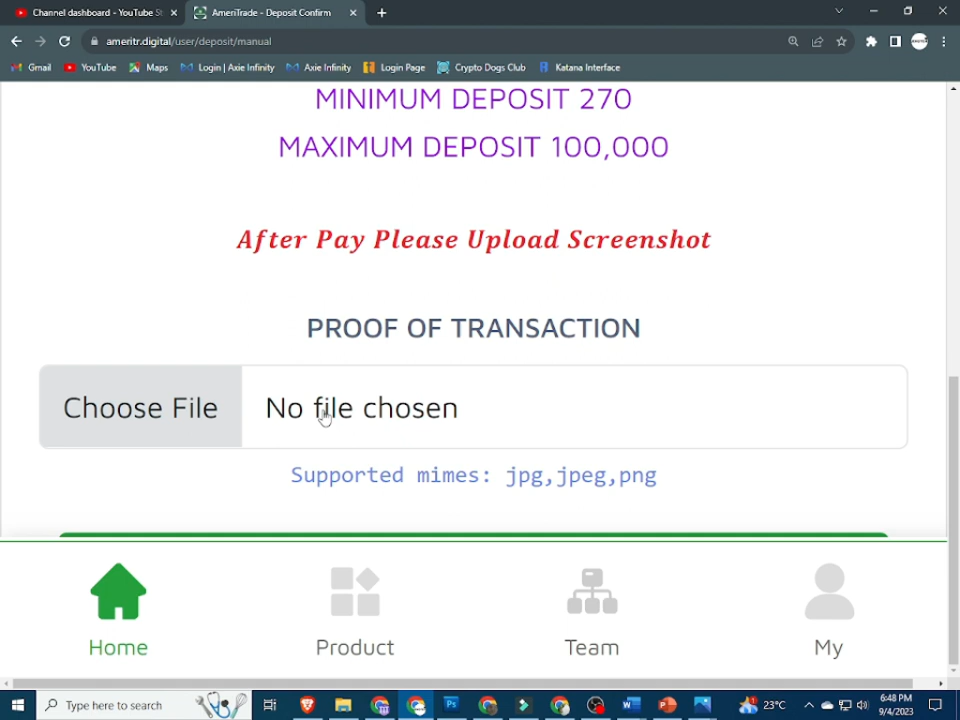 Channel dashboard - YouTube St
AmeriTrade - Deposit Confirm
ameritr.digital/user/deposit/manual
Gmail
YouTube
Maps
Login | Axie Infinity
Axie Infinity
Login Page
Crypto Dogs Club
Katana Interface
MINIMUM DEPOSIT 270
MAXIMUM DEPOSIT 100,000
After Pay Please Upload Screenshot
PROOF OF TRANSACTION
Choose File
No file chosen
Supported mimes: jpg,jpeg,png
Home
Product
Team
My
Type here to search
23°C
6:48 PM
9/4/2023